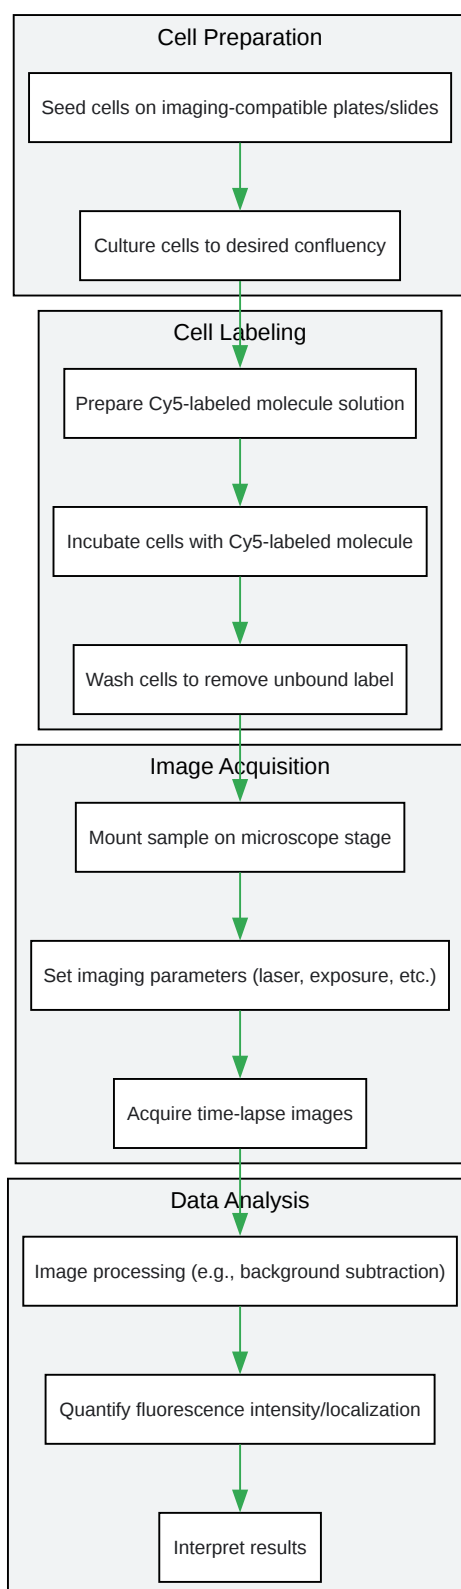 Cell Preparation
Seed cells on imaging-compatible plates/slides
Culture cells to desired confluency
Cell Labeling
Prepare Cy5-labeled molecule solution
Incubate cells with Cy5-labeled molecule
Wash cells to remove unbound label
Image Acquisition
Mount sample on microscope stage
Set imaging parameters (laser, exposure, etc.)
Acquire time-lapse images
Data Analysis
Image processing (e.g., background subtraction)
Quantify fluorescence intensity/localization
Interpret results